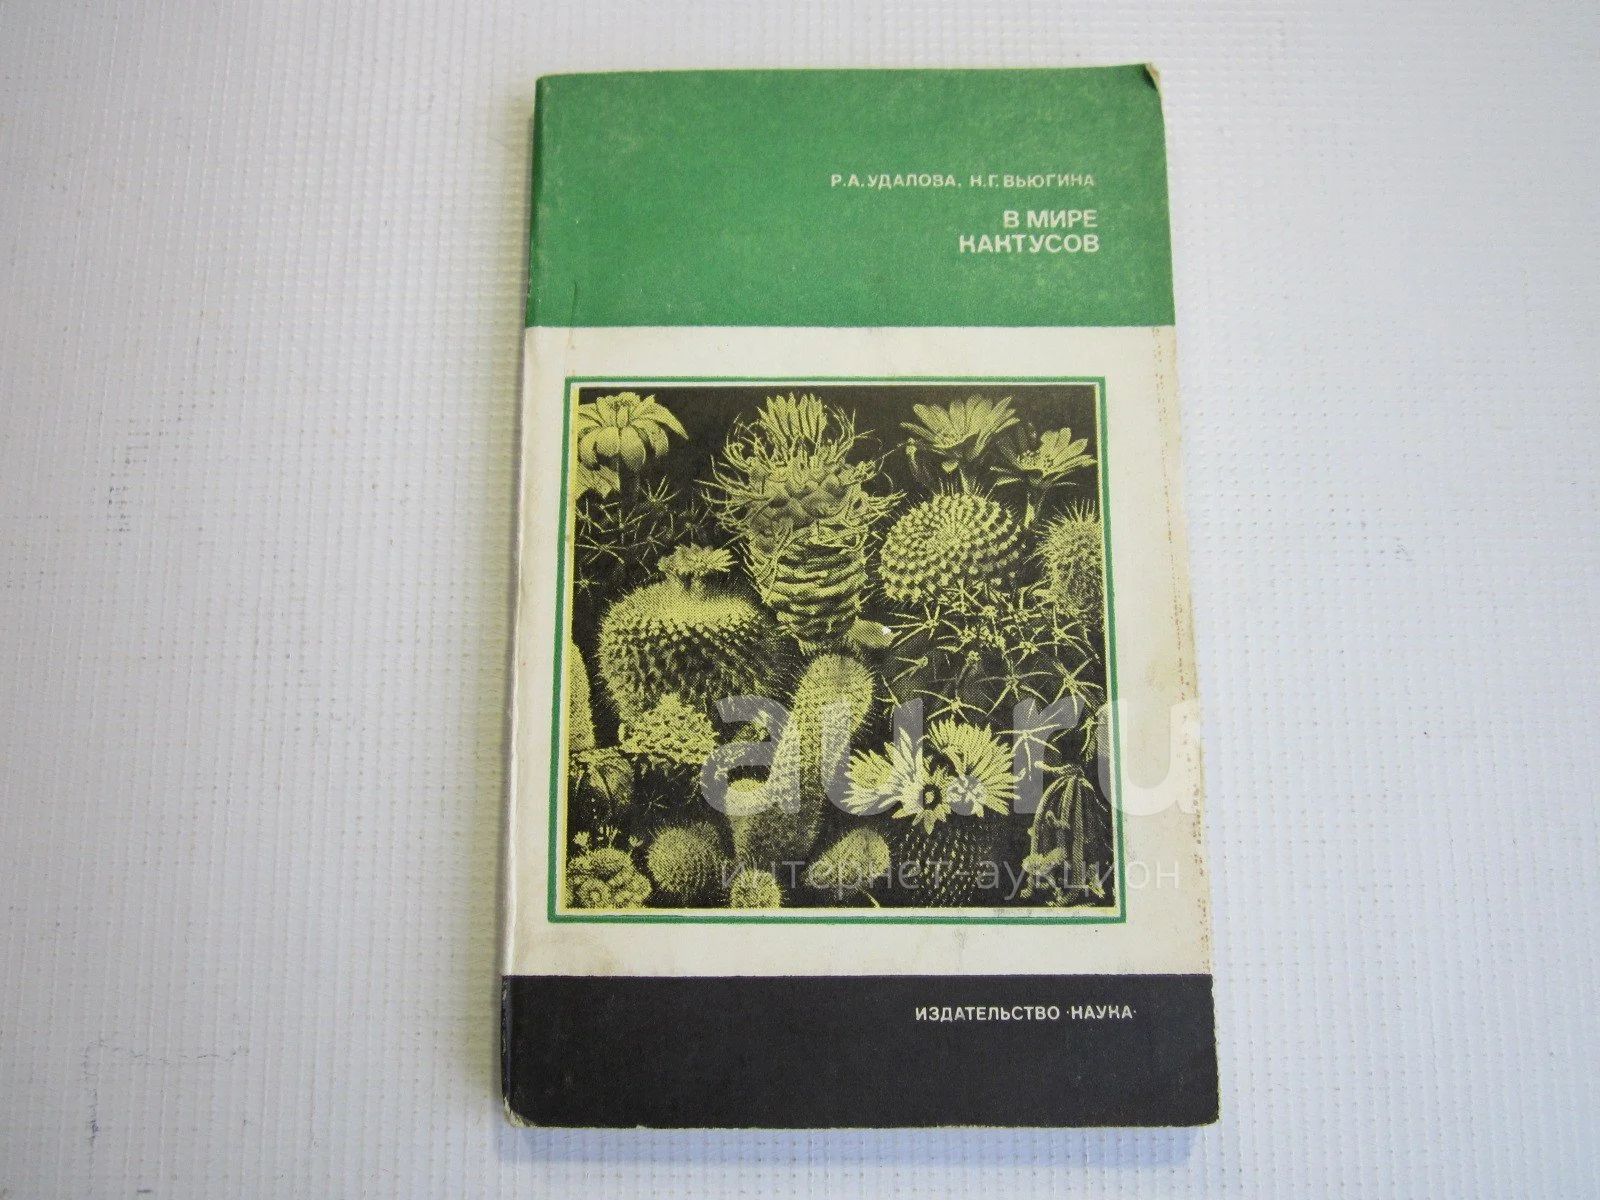 Р.А.УДАЛОВА, Н.Г.ВЬЮГИНА
В МИРЕ
КАКТУСОВ
au.ru
интернет-аукцион
ИЗДАТЕЛЬСТВО ·НАУКА·